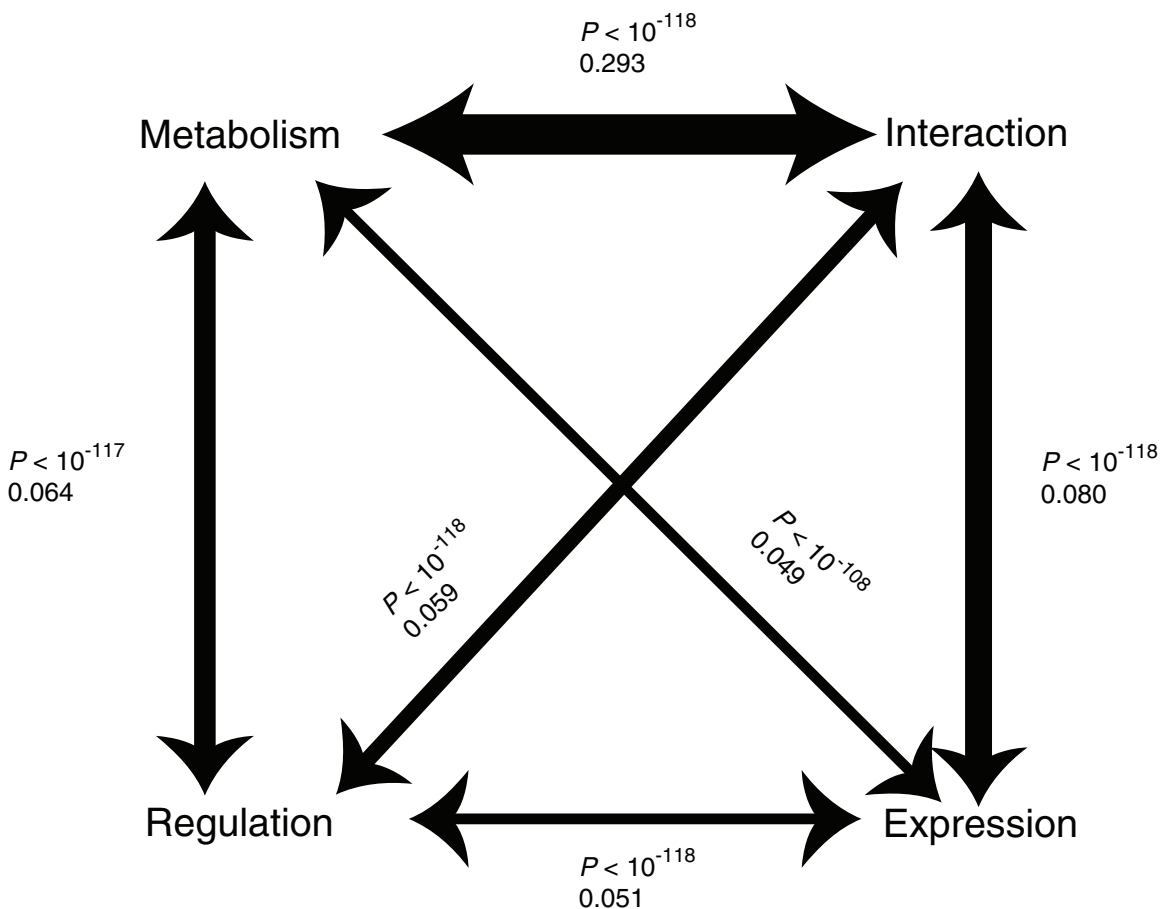 P < 10⁻¹¹⁸
0.293
Metabolism
Interaction
P < 10⁻¹¹⁷
0.064
P < 10⁻¹¹⁸
0.080
P < 10⁻¹¹⁸
0.059
P < 10⁻¹⁰⁸
0.049
Regulation
Expression
P < 10⁻¹¹⁸
0.051